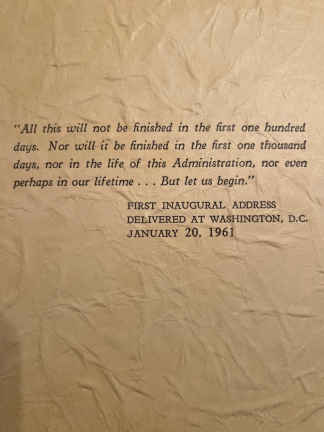 "All this will not be finished in the first one hundred
days. Nor will it be finished in the first one thousand
days, nor in the life of this Administration, nor even
perhaps in our lifetime . . . But let us begin."
FIRST INAUGURAL ADDRESS
DELIVERED AT WASHINGTON, D.C.
JANUARY 20, 1961